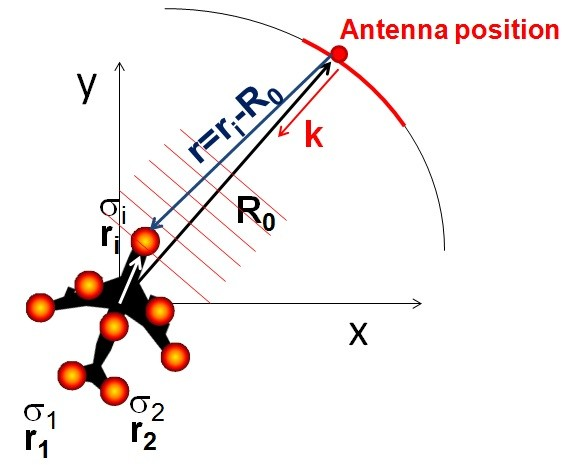 Antenna position
y
r=rᵢ-R₀
k
R₀
σᵢ
rᵢ
x
σ₁
r₁
σ₂
r₂